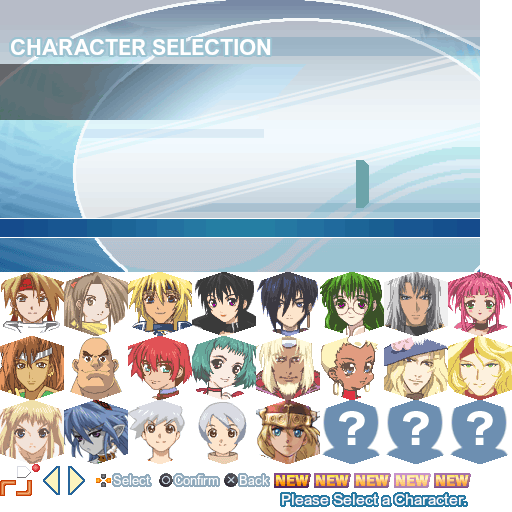 CHARACTER SELECTION
? ? ?
Select Confirm Back NEW NEW NEW NEW NEW
Please Select a Character.